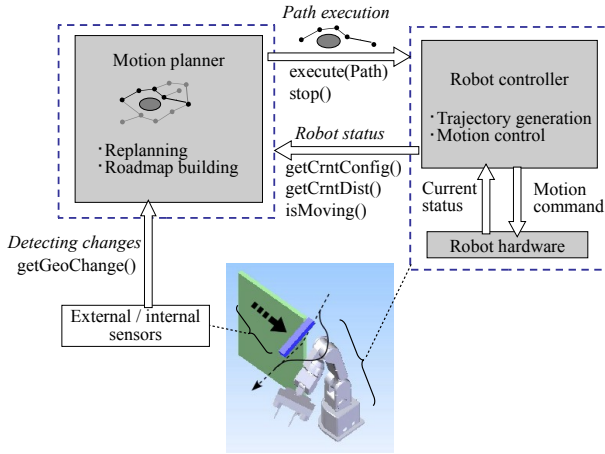 Path execution
Motion planner
execute(Path)
stop()
Robot controller
・Trajectory generation
・Motion control
・Replanning
・Roadmap building
Robot status
getCrntConfig()
getCrntDist()
isMoving()
Current
status
Motion
command
Robot hardware
Detecting changes
getGeoChange()
External / internal
sensors